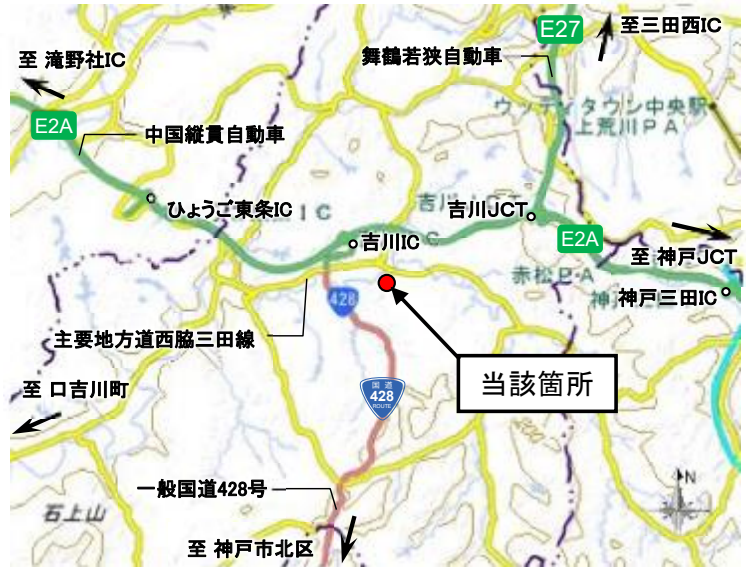 E27
至三田西IC
至 滝野社IC
舞鶴若狭自動車
ウッディタウン中央駅
上荒川PA
E2A
中国縦貫自動車
ひょうご東条IC
吉川JCT
吉川IC
E2A
至 神戸JCT
赤松PA
神戸三田IC
428
主要地方道西脇三田線
当該箇所
至 口吉川町
国道
428
ROUTE
一般国道428号
N
石上山
至 神戸市北区